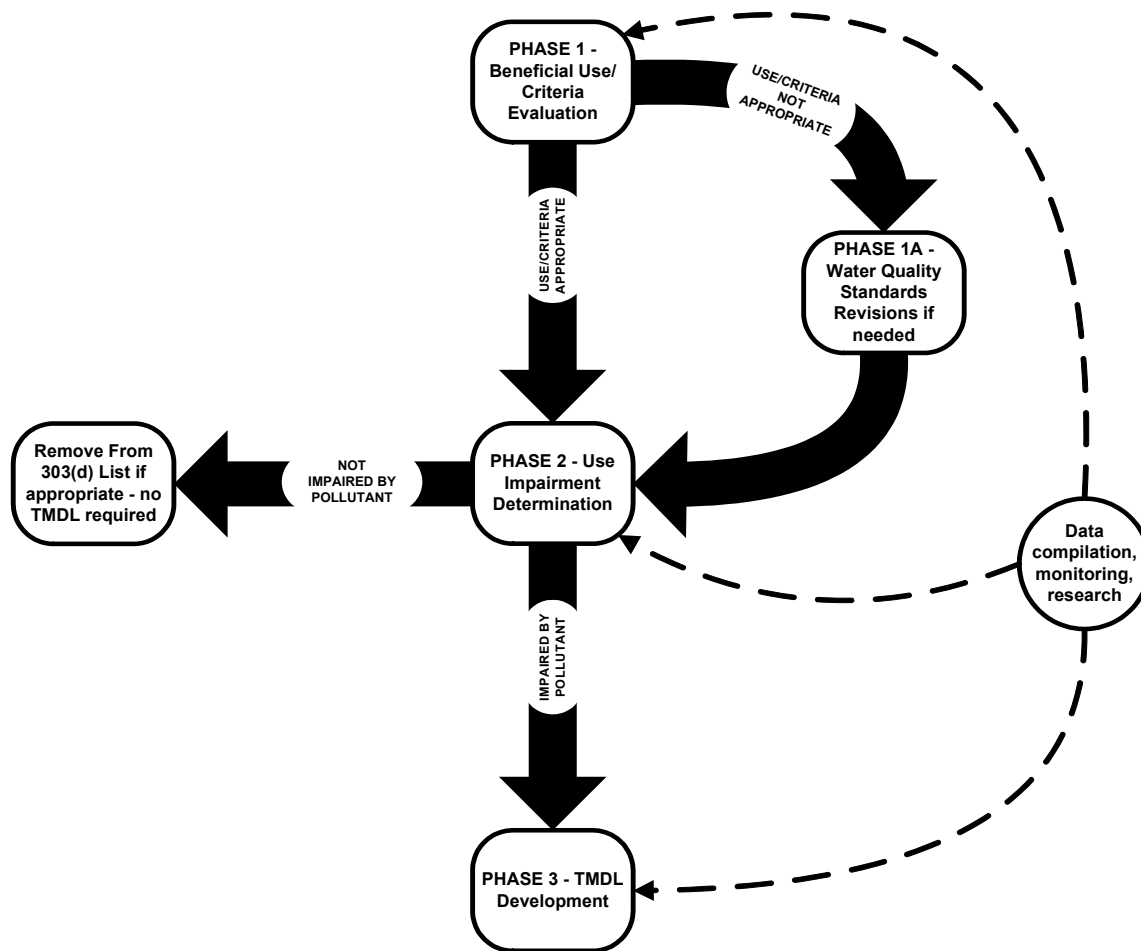 PHASE 1 -
Beneficial Use/
Criteria
Evaluation
USE/CRITERIA
NOT
APPROPRIATE
USE/CRITERIA
APPROPRIATE
PHASE 1A -
Water Quality
Standards
Revisions if
needed
Remove From
303(d) List if
appropriate - no
TMDL required
NOT
IMPAIRED BY
POLLUTANT
PHASE 2 - Use
Impairment
Determination
Data
compilation,
monitoring,
research
IMPAIRED BY
POLLUTANT
PHASE 3 - TMDL
Development